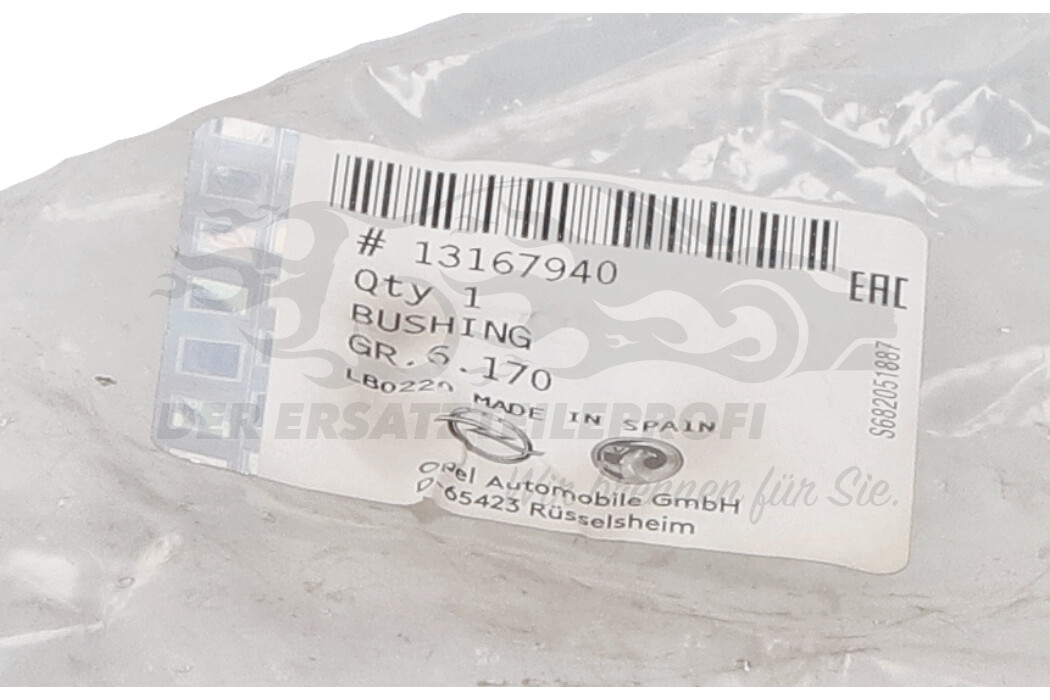 # 13167940
Qty 1
BUSHING
GR. 6.170
MADE IN SPAIN
Opel Automobile GmbH
D-65423 Rüsselsheim
EAC
S682051887
DER ERSATZTEILEPROFI
Wir brennen für Sie.